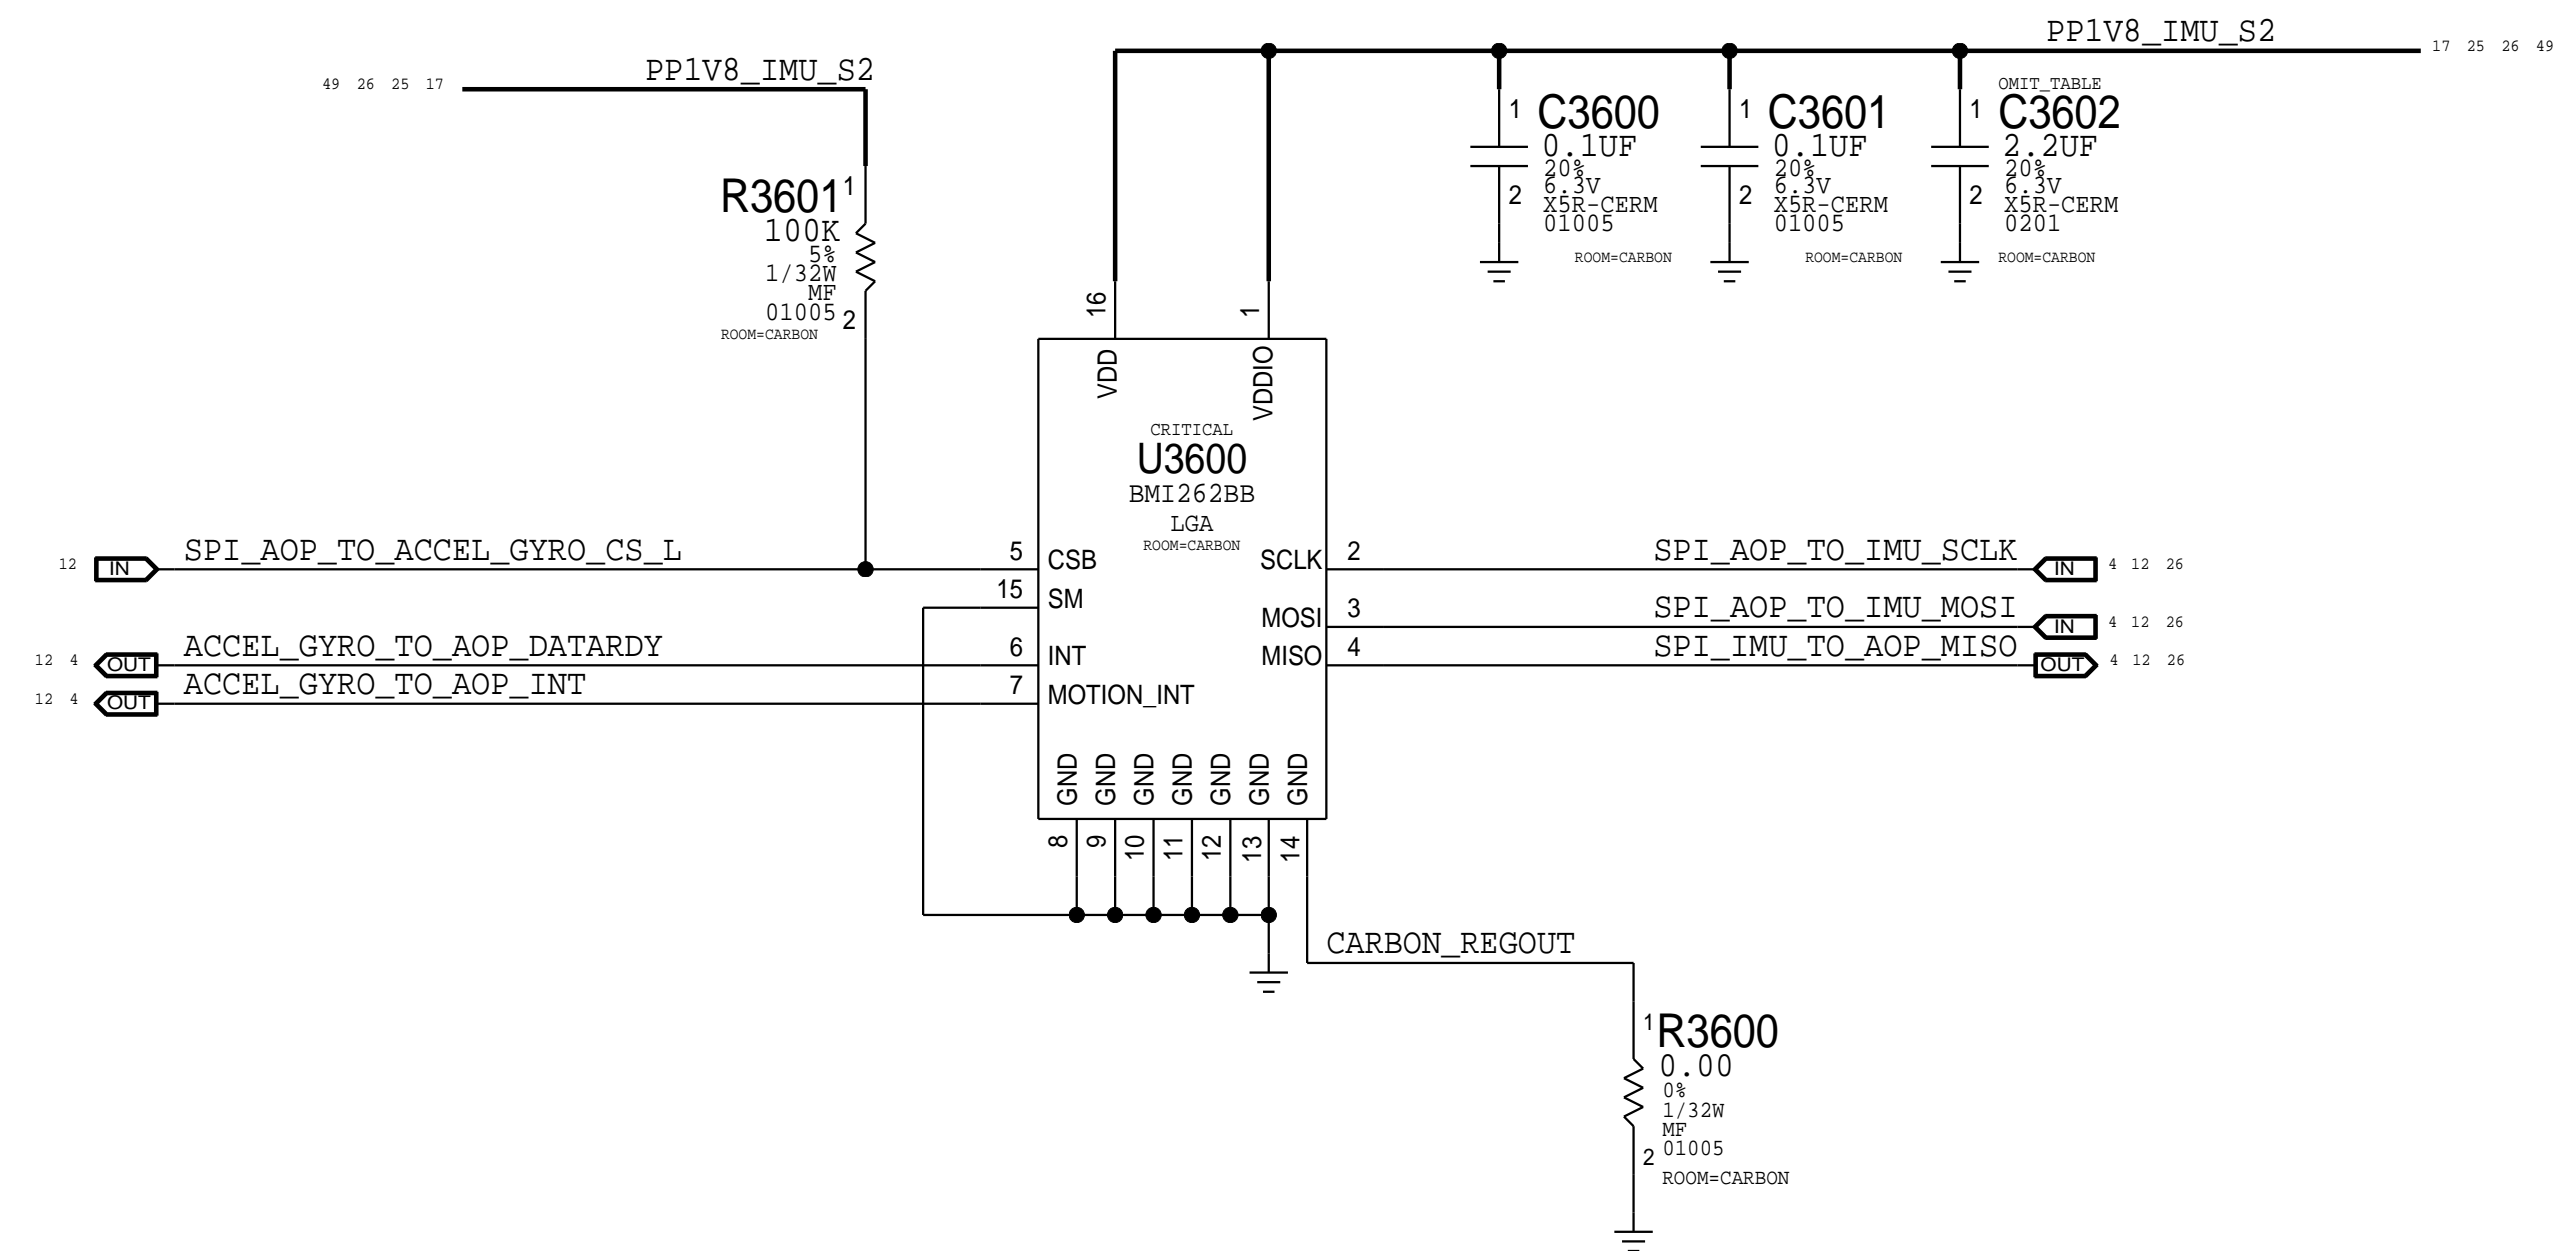 PP1V8_IMU_S2
17 25 26 49
PP1V8_IMU_S2
49 26 25 17
1
C3600
0.1UF
20%
6.3V
2
X5R-CERM
01005
ROOM=CARBON
1
C3601
0.1UF
20%
6.3V
2
X5R-CERM
01005
ROOM=CARBON
OMIT_TABLE
1
C3602
2.2UF
20%
6.3V
2
X5R-CERM
0201
ROOM=CARBON
R3601
1
100K
5%
1/32W
MF
01005
2
ROOM=CARBON
16
1
VDD
VDDIO
CRITICAL
U3600
BMI262BB
LGA
ROOM=CARBON
12
IN
SPI_AOP_TO_ACCEL_GYRO_CS_L
5
CSB
15
SM
12 4
OUT
ACCEL_GYRO_TO_AOP_DATARDY
6
INT
12 4
OUT
ACCEL_GYRO_TO_AOP_INT
7
MOTION_INT
SCLK
2
SPI_AOP_TO_IMU_SCLK
IN
4 12 26
MOSI
3
SPI_AOP_TO_IMU_MOSI
IN
4 12 26
MISO
4
SPI_IMU_TO_AOP_MISO
OUT
4 12 26
GND GND GND GND GND GND GND
8 9 10 11 12 13 14
CARBON_REGOUT
1
R3600
0.00
0%
1/32W
MF
01005
2
ROOM=CARBON